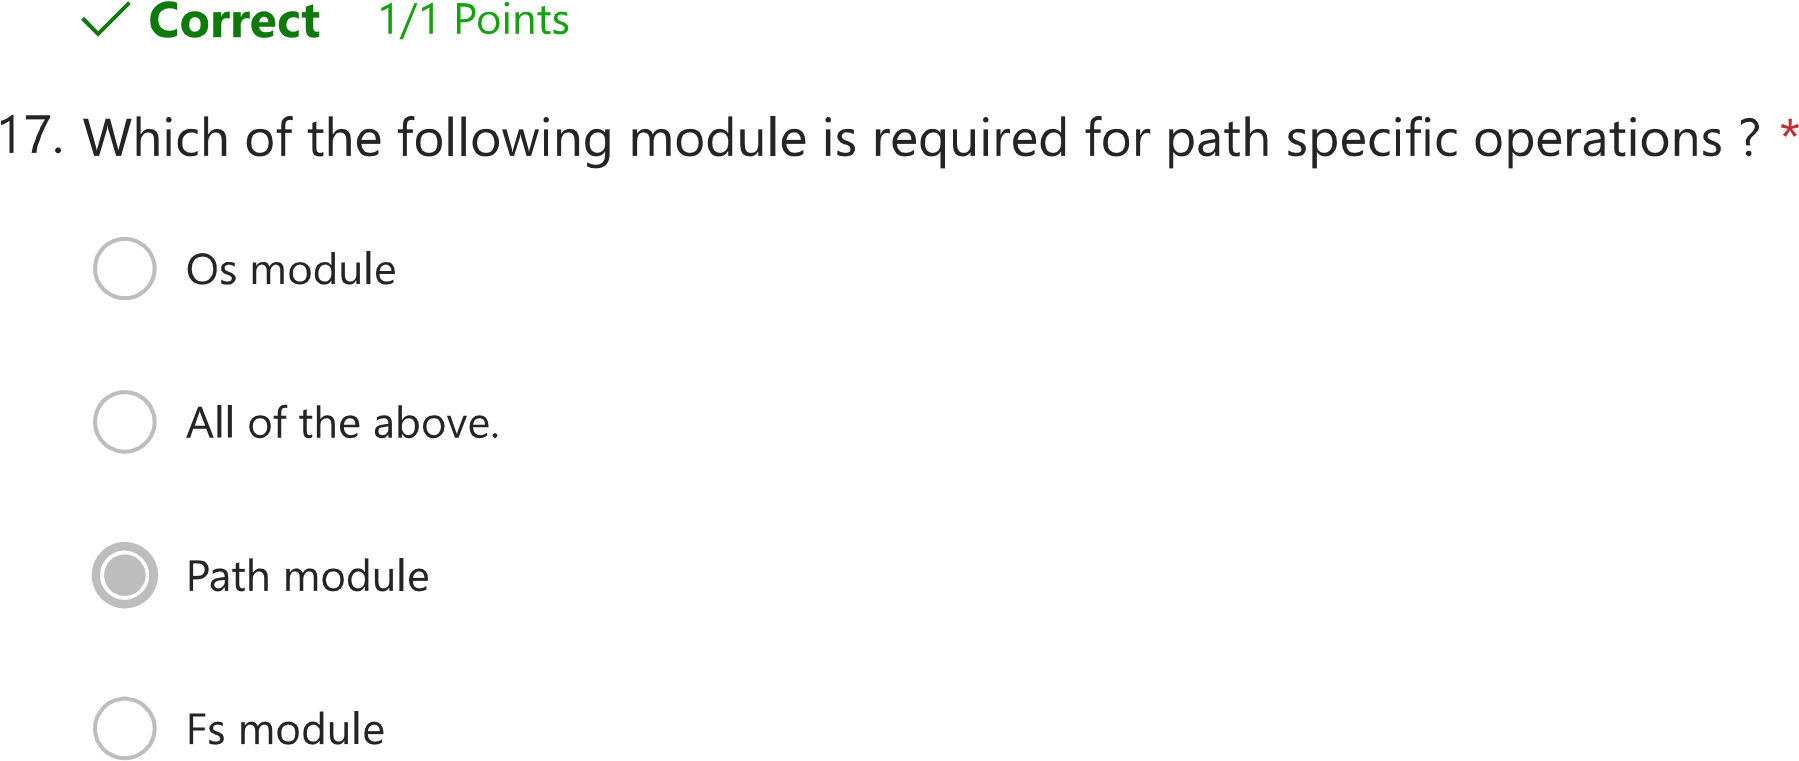 Correct 1/1 Points
17. Which of the following module is required for path specific operations ? *
Os module
All of the above.
Path module
Fs module